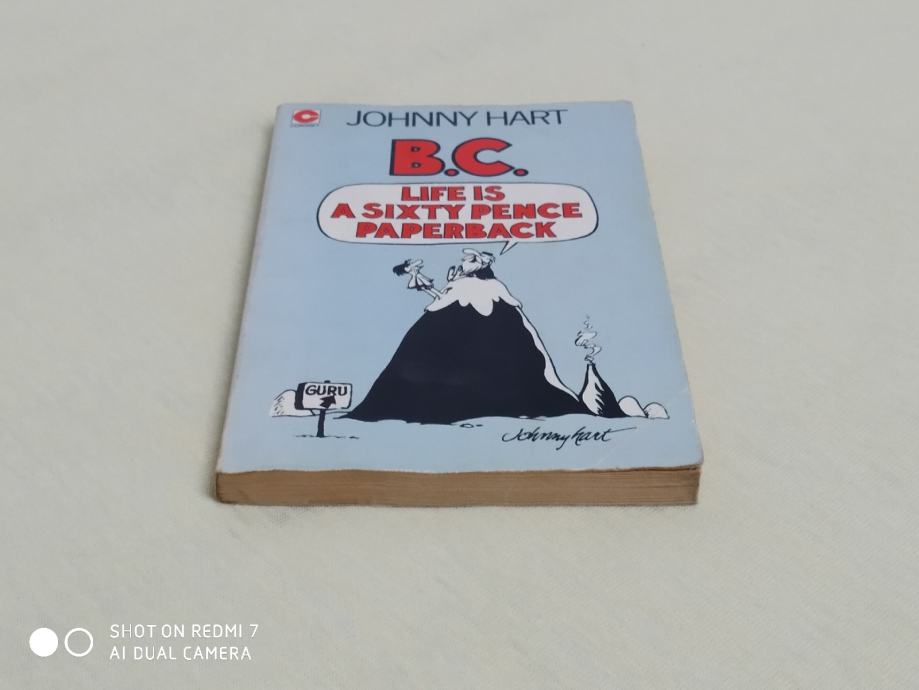 JOHNNY HART
B.C.
LIFE IS
A SIXTY PENCE
PAPERBACK
GURU
Johnny hart
SHOT ON REDMI 7
AI DUAL CAMERA